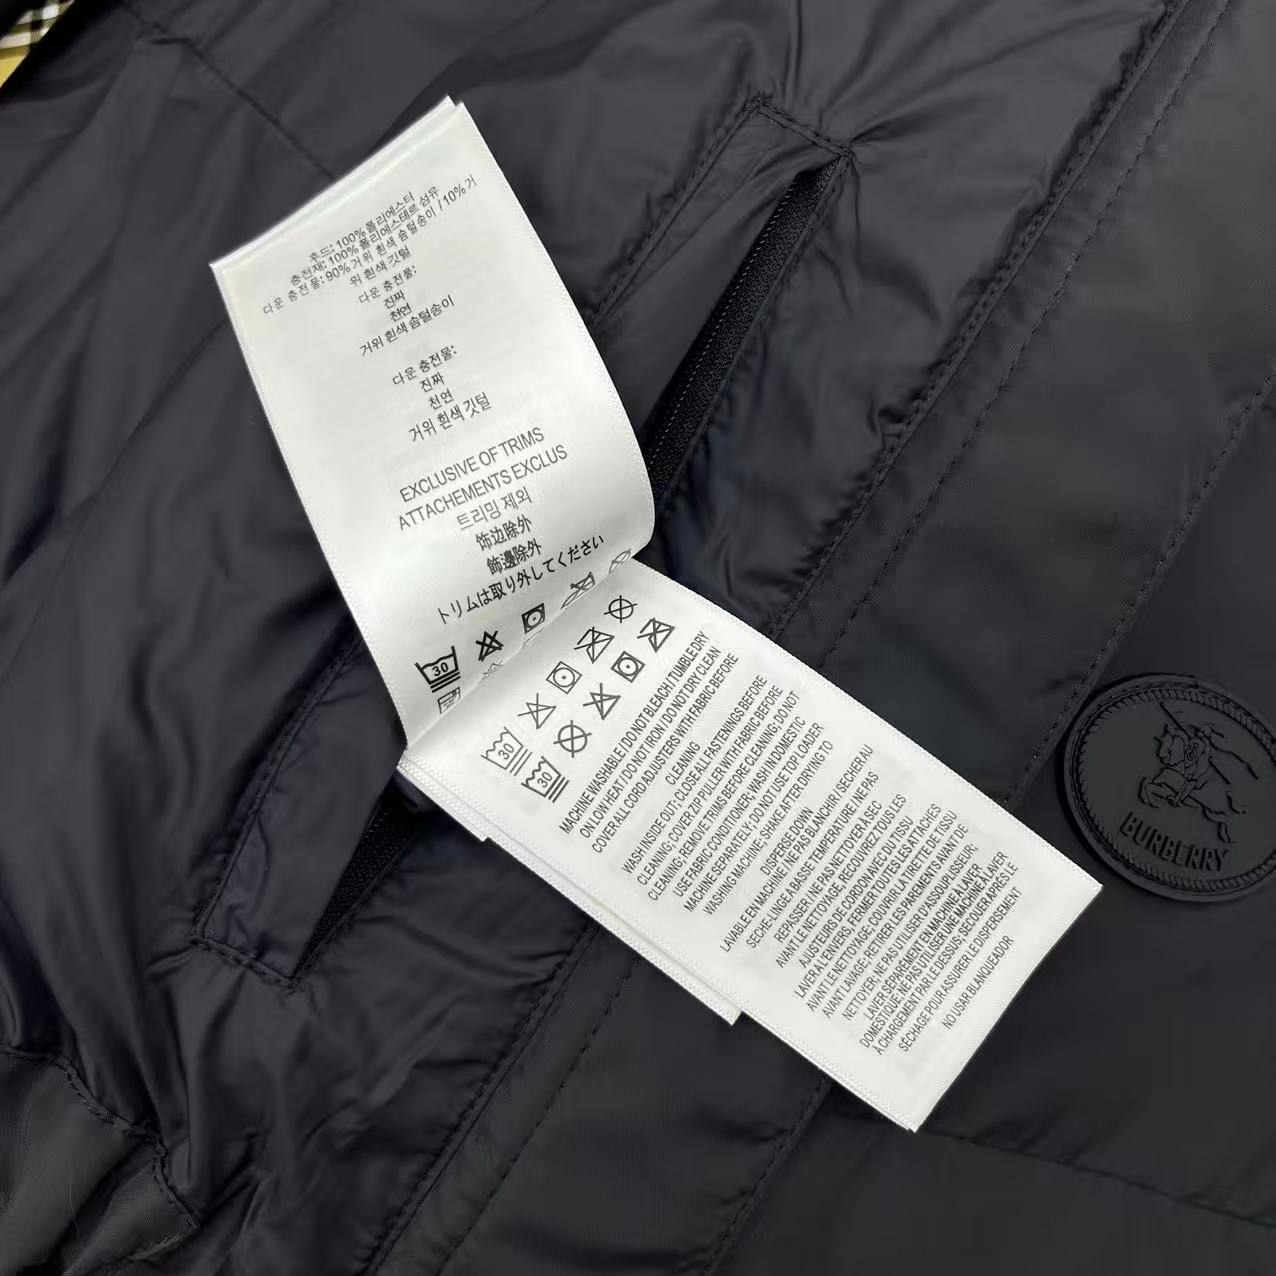 후드: 100% 폴리에스터
충전재: 100% 폴리에스테르 섬유
다운 충전물: 90% 거위 흰색 솜털송이 / 10% 거
위 흰색 깃털
다운 충전물:
진짜
천연
거위 흰색 솜털송이
다운 충전물:
진짜
천연
거위 흰색 깃털
EXCLUSIVE OF TRIMS
ATTACHEMENTS EXCLUS
트리밍 제외
饰边除外
飾邊除外
トリムは取り外してください
30
30
30
MACHINE WASHABLE / DO NOT BLEACH / TUMBLE DRY
ON LOW HEAT / DO NOT IRON / DO NOT DRY CLEAN
COVER ALL CORD ADJUSTERS WITH FABRIC BEFORE
CLEANING
WASH INSIDE OUT; CLOSE ALL FASTENINGS BEFORE
CLEANING; COVER ZIP PULLER WITH FABRIC BEFORE
CLEANING; REMOVE TRIMS BEFORE CLEANING; DO NOT
USE FABRIC CONDITIONER; WASH IN DOMESTIC
MACHINE SEPARATELY; DO NOT USE TOP LOADER
WASHING MACHINE; SHAKE AFTER DRYING TO
DISPERSE DOWN
LAVABLE EN MACHINE / NE PAS BLANCHIR / SECHER AU
SECHE-LINGE A BASSE TEMPERATURE / NE PAS
REPASSER / NE PAS NETTOYER A SEC
AVANT LE NETTOYAGE, RECOUVREZ TOUS LES
AJUSTEURS DE CORDON AVEC DU TISSU
LAVER A L'ENVERS, FERMER TOUTES LES ATTACHES
AVANT LE NETTOYAGE, COUVRIR LA TIRETTE DE TISSU
AVANT LAVAGE; RETIRER LES PAREMENTS AVANT DE
NETTOYER; NE PAS UTILISER D'ASSOUPLISSEUR;
LAVER SÉPARÉMENT EN MACHINE À LAVER
DOMESTIQUE; NE PAS UTILISER UNE MACHINE À LAVER
À CHARGEMENT PAR LE DESSUS, SECOUER APRÈS LE
SÉCHAGE POUR ASSURER LE DISPERSEMENT
NO USAR BLANQUEADOR
BURBERRY